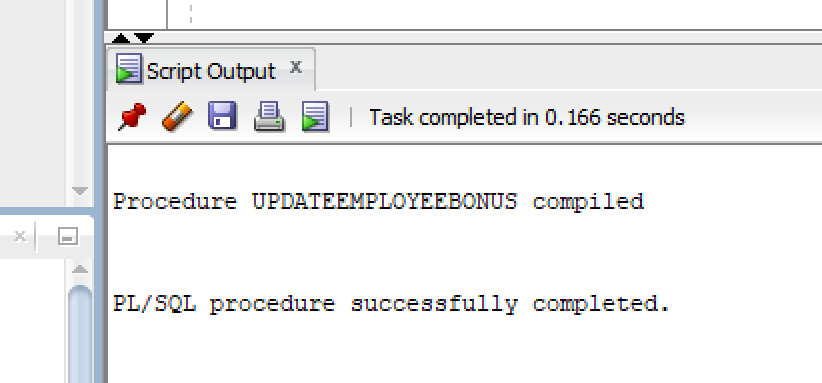 Script Output
Task completed in 0.166 seconds
Procedure UPDATEEMPLOYEEBONUS compiled
PL/SQL procedure successfully completed.